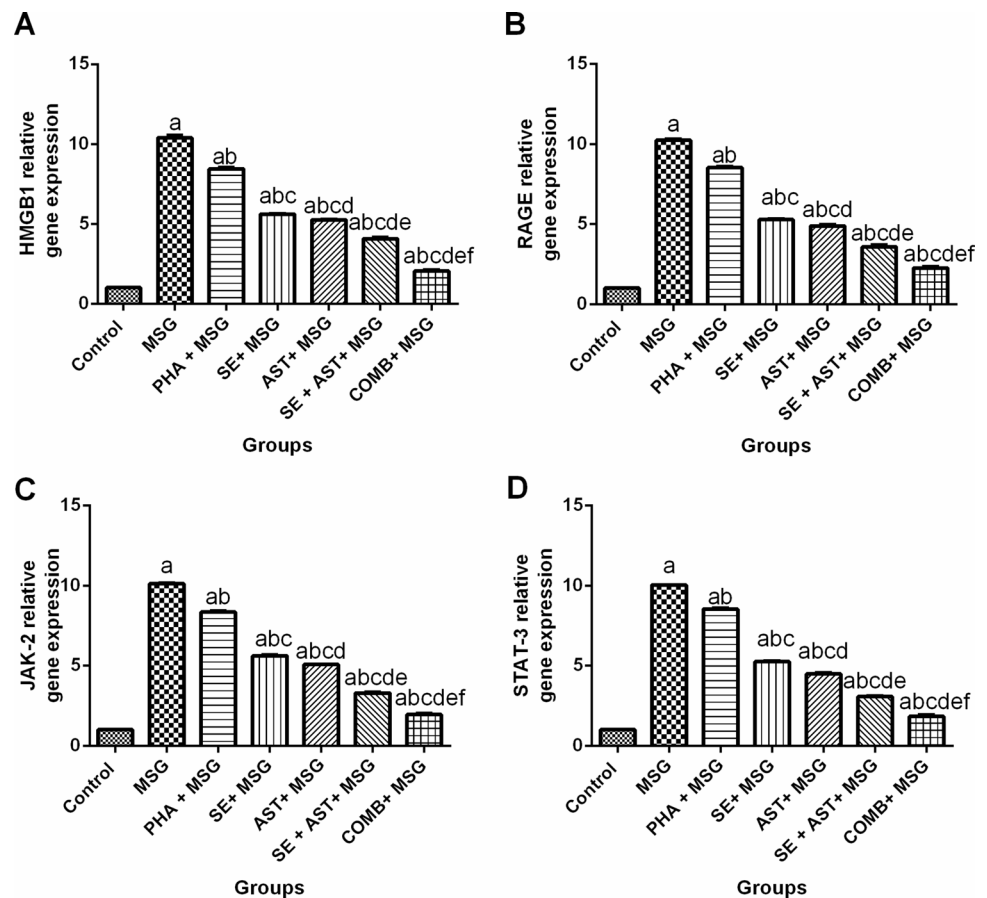 A
HMGB1 relative
gene expression
15
10
5
0
a
ab
abc
abcd
abcde
abcdef
Control
MSG
PHA + MSG
SE+ MSG
AST+ MSG
SE + AST+ MSG
COMB+ MSG
Groups
B
RAGE relative
gene expression
15
10
5
0
a
ab
abc
abcd
abcde
abcdef
Control
MSG
PHA + MSG
SE+ MSG
AST+ MSG
SE + AST+ MSG
COMB+ MSG
Groups
C
JAK-2 relative
gene expression
15
10
5
0
a
ab
abc
abcd
abcde
abcdef
Control
MSG
PHA + MSG
SE+ MSG
AST+ MSG
SE + AST+ MSG
COMB+ MSG
Groups
D
STAT-3 relative
gene expression
15
10
5
0
a
ab
abc
abcd
abcde
abcdef
Control
MSG
PHA + MSG
SE+ MSG
AST+ MSG
SE + AST+ MSG
COMB+ MSG
Groups